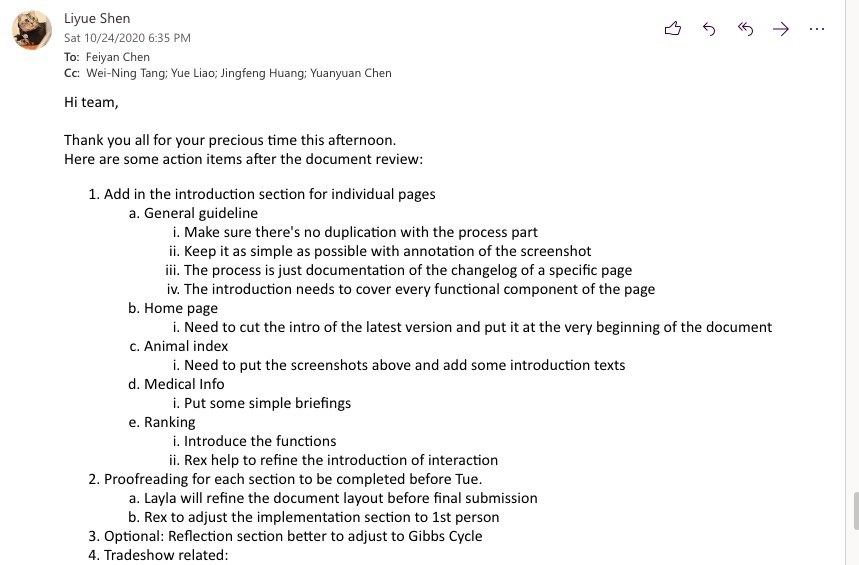 Liyue Shen
Sat 10/24/2020 6:35 PM
To: Feiyan Chen
Cc: Wei-Ning Tang; Yue Liao; Jingfeng Huang; Yuanyuan Chen
Hi team,
Thank you all for your precious time this afternoon.
Here are some action items after the document review:
1. Add in the introduction section for individual pages
a. General guideline
i. Make sure there's no duplication with the process part
ii. Keep it as simple as possible with annotation of the screenshot
iii. The process is just documentation of the changelog of a specific page
iv. The introduction needs to cover every functional component of the page
b. Home page
i. Need to cut the intro of the latest version and put it at the very beginning of the document
c. Animal index
i. Need to put the screenshots above and add some introduction texts
d. Medical Info
i. Put some simple briefings
e. Ranking
i. Introduce the functions
ii. Rex help to refine the introduction of interaction
2. Proofreading for each section to be completed before Tue.
a. Layla will refine the document layout before final submission
b. Rex to adjust the implementation section to 1st person
3. Optional: Reflection section better to adjust to Gibbs Cycle
4. Tradeshow related: